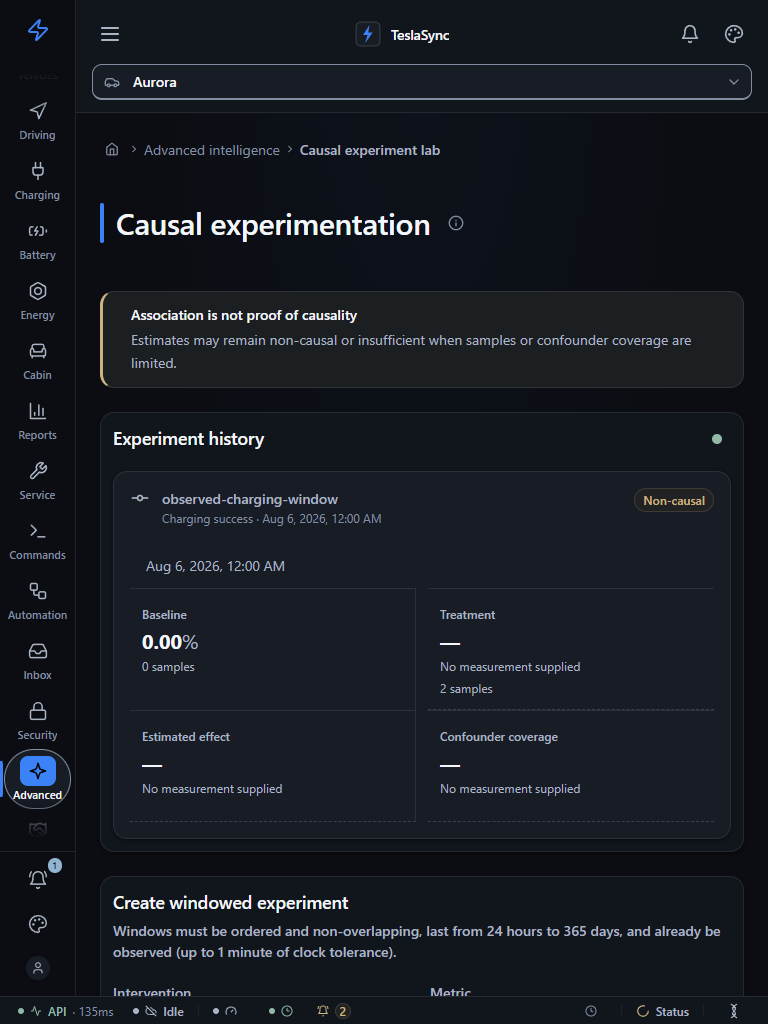 TeslaSync
Aurora
Driving
Charging
Battery
Energy
Cabin
Reports
Service
Commands
Automation
Inbox
Security
Advanced
1
Advanced intelligence
Causal experiment lab
Causal experimentation
Association is not proof of causality
Estimates may remain non-causal or insufficient when samples or confounder coverage are
limited.
Experiment history
observed-charging-window
Non-causal
Charging success · Aug 6, 2026, 12:00 AM
Aug 6, 2026, 12:00 AM
Baseline
0.00%
0 samples
Treatment
—
No measurement supplied
2 samples
Estimated effect
—
No measurement supplied
Confounder coverage
—
No measurement supplied
Create windowed experiment
Windows must be ordered and non-overlapping, last from 24 hours to 365 days, and already be
observed (up to 1 minute of clock tolerance).
Intervention
Metric
API · 135ms
Idle
2
Status